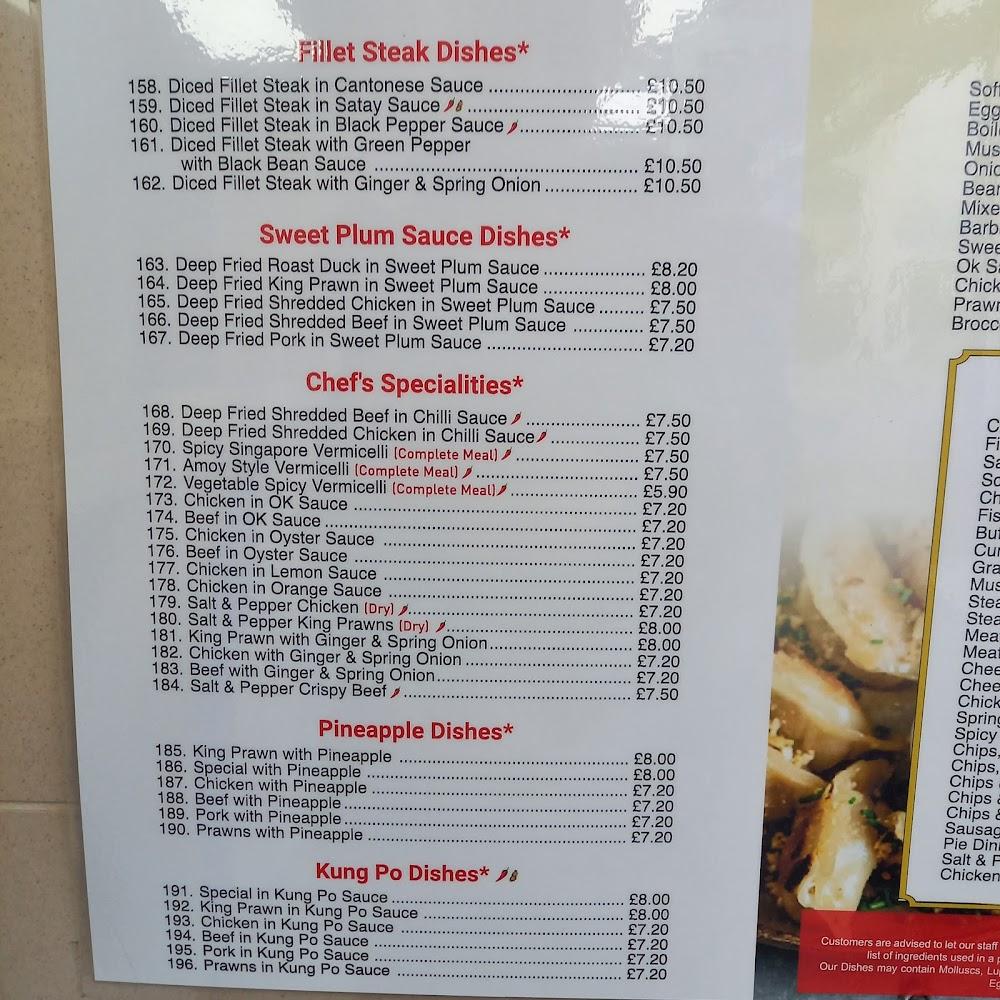 Fillet Steak Dishes*
158. Diced Fillet Steak in Cantonese Sauce ............................ £10.50
159. Diced Fillet Steak in Satay Sauce ................................ £10.50
160. Diced Fillet Steak in Black Pepper Sauce ...................... £10.50
161. Diced Fillet Steak with Green Pepper
with Black Bean Sauce ................................................ £10.50
162. Diced Fillet Steak with Ginger & Spring Onion .................. £10.50
Sweet Plum Sauce Dishes*
163. Deep Fried Roast Duck in Sweet Plum Sauce .................... £8.20
164. Deep Fried King Prawn in Sweet Plum Sauce .................... £8.00
165. Deep Fried Shredded Chicken in Sweet Plum Sauce ......... £7.50
166. Deep Fried Shredded Beef in Sweet Plum Sauce .............. £7.50
167. Deep Fried Pork in Sweet Plum Sauce ............................... £7.20
Chef's Specialities*
168. Deep Fried Shredded Beef in Chilli Sauce ....................... £7.50
169. Deep Fried Shredded Chicken in Chilli Sauce ................... £7.50
170. Spicy Singapore Vermicelli (Complete Meal) ......................... £7.50
171. Amoy Style Vermicelli (Complete Meal) ................................. £7.50
172. Vegetable Spicy Vermicelli (Complete Meal) .......................... £5.90
173. Chicken in OK Sauce ........................................................ £7.20
174. Beef in OK Sauce ............................................................. £7.20
175. Chicken in Oyster Sauce ................................................... £7.20
176. Beef in Oyster Sauce ........................................................ £7.20
177. Chicken in Lemon Sauce .................................................. £7.20
178. Chicken in Orange Sauce ................................................. £7.20
179. Salt & Pepper Chicken (Dry) ............................................. £7.20
180. Salt & Pepper King Prawns (Dry) ...................................... £8.00
181. King Prawn with Ginger & Spring Onion ............................ £8.00
182. Chicken with Ginger & Spring Onion ................................. £7.20
183. Beef with Ginger & Spring Onion ...................................... £7.20
184. Salt & Pepper Crispy Beef ............................................... £7.50
Pineapple Dishes*
185. King Prawn with Pineapple ............................................... £8.00
186. Special with Pineapple ..................................................... £8.00
187. Chicken with Pineapple .................................................... £7.20
188. Beef with Pineapple ......................................................... £7.20
189. Pork with Pineapple ......................................................... £7.20
190. Prawns with Pineapple ..................................................... £7.20
Kung Po Dishes*
191. Special in Kung Po Sauce ................................................ £8.00
192. King Prawn in Kung Po Sauce .......................................... £8.00
193. Chicken in Kung Po Sauce ............................................... £7.20
194. Beef in Kung Po Sauce .................................................... £7.20
195. Pork in Kung Po Sauce .................................................... £7.20
196. Prawns in Kung Po Sauce ................................................ £7.20
Ok
Chicken
Chips,
Chips,
Chips
Chips
Chips
Pie
Salt &
Chicken
Customers are advised to let our staff
list of ingredients used in a
Our Dishes may contain Molluscs,